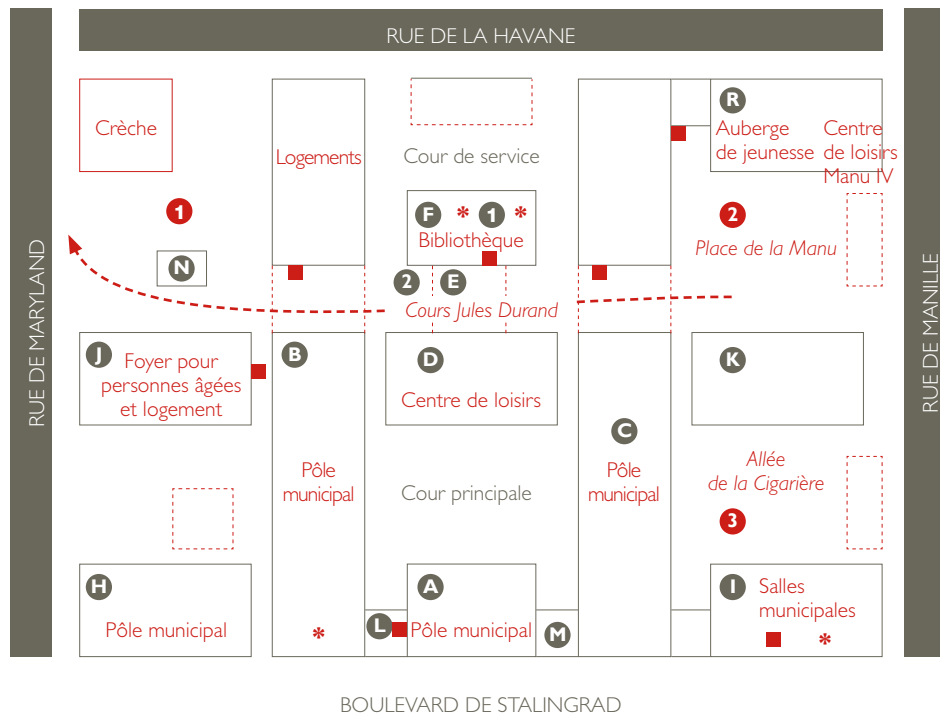 RUE DE LA HAVANE
RUE DE MARYLAND
RUE DE MANILLE
Crèche
Logements
Cour de service
R
Auberge
de jeunesse
Centre
de loisirs
Manu IV
1
F * 1 *
Bibliothèque
2
Place de la Manu
N
2 E
Cours Jules Durand
J
Foyer pour
personnes âgées
et logement
B
D
Centre de loisirs
K
C
Pôle
municipal
Cour principale
Pôle
municipal
Allée
de la Cigarière
3
H
Pôle municipal
*
L
A
Pôle municipal
M
I
Salles
municipales
*
BOULEVARD DE STALINGRAD